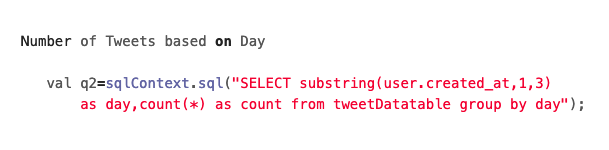 Number of Tweets based on Day
val q2=sqlContext.sql("SELECT substring(user.created_at,1,3)
as day,count(*) as count from tweetDatatable group by day");